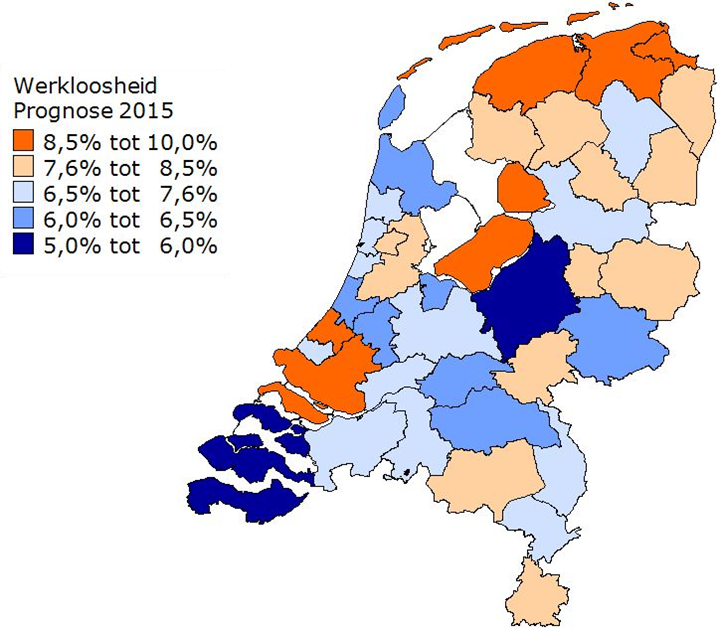 Werkloosheid
Prognose 2015
8,5% tot 10,0%
7,6% tot 8,5%
6,5% tot 7,6%
6,0% tot 6,5%
5,0% tot 6,0%